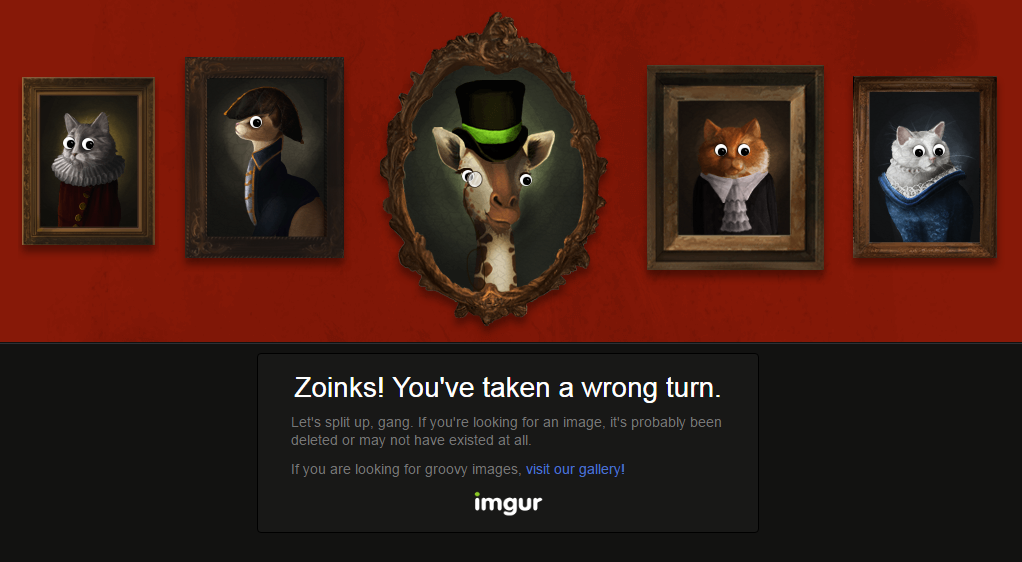 Zoinks! You've taken a wrong turn.
Let's split up, gang. If you're looking for an image, it's probably been
deleted or may not have existed at all.
If you are looking for groovy images, visit our gallery!
imgur